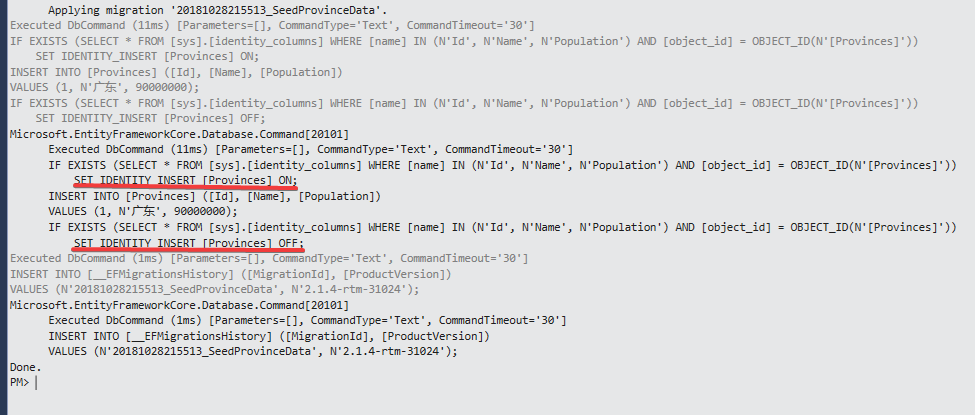 Applying migration '20181028215513_SeedProvinceData'.
Executed DbCommand (11ms) [Parameters=[], CommandType='Text', CommandTimeout='30']
IF EXISTS (SELECT * FROM [sys].[identity_columns] WHERE [name] IN (N'Id', N'Name', N'Population') AND [object_id] = OBJECT_ID(N'[Provinces]'))
SET IDENTITY_INSERT [Provinces] ON;
INSERT INTO [Provinces] ([Id], [Name], [Population])
VALUES (1, N'广东', 90000000);
IF EXISTS (SELECT * FROM [sys].[identity_columns] WHERE [name] IN (N'Id', N'Name', N'Population') AND [object_id] = OBJECT_ID(N'[Provinces]'))
SET IDENTITY_INSERT [Provinces] OFF;
Microsoft.EntityFrameworkCore.Database.Command[20101]
Executed DbCommand (11ms) [Parameters=[], CommandType='Text', CommandTimeout='30']
IF EXISTS (SELECT * FROM [sys].[identity_columns] WHERE [name] IN (N'Id', N'Name', N'Population') AND [object_id] = OBJECT_ID(N'[Provinces]'))
SET IDENTITY_INSERT [Provinces] ON;
INSERT INTO [Provinces] ([Id], [Name], [Population])
VALUES (1, N'广东', 90000000);
IF EXISTS (SELECT * FROM [sys].[identity_columns] WHERE [name] IN (N'Id', N'Name', N'Population') AND [object_id] = OBJECT_ID(N'[Provinces]'))
SET IDENTITY_INSERT [Provinces] OFF;
Executed DbCommand (1ms) [Parameters=[], CommandType='Text', CommandTimeout='30']
INSERT INTO [__EFMigrationsHistory] ([MigrationId], [ProductVersion])
VALUES (N'20181028215513_SeedProvinceData', N'2.1.4-rtm-31024');
Microsoft.EntityFrameworkCore.Database.Command[20101]
Executed DbCommand (1ms) [Parameters=[], CommandType='Text', CommandTimeout='30']
INSERT INTO [__EFMigrationsHistory] ([MigrationId], [ProductVersion])
VALUES (N'20181028215513_SeedProvinceData', N'2.1.4-rtm-31024');
Done.
PM>